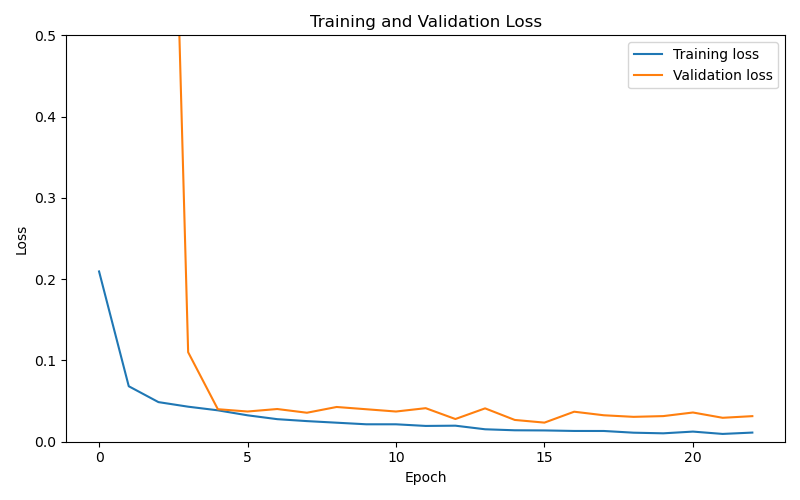 Training and Validation Loss
Training loss
Validation loss
0.5
0.4
0.3
0.2
0.1
0.0
Loss
0
5
10
15
20
Epoch